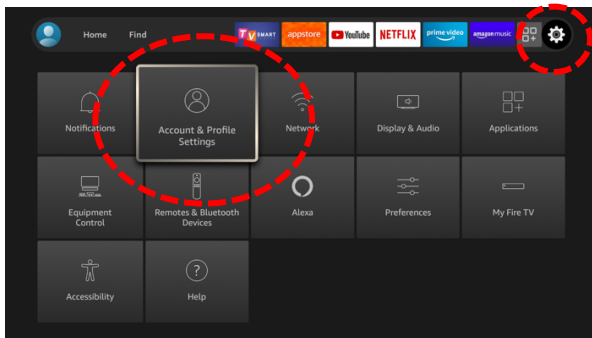 Home Find TV SMART appstore YouTube NETFLIX prime video amazon music
Notifications
Account & Profile
Settings
Network
Display & Audio
Applications
Equipment
Control
Remotes & Bluetooth
Devices
Alexa
Preferences
My Fire TV
Accessibility
Help